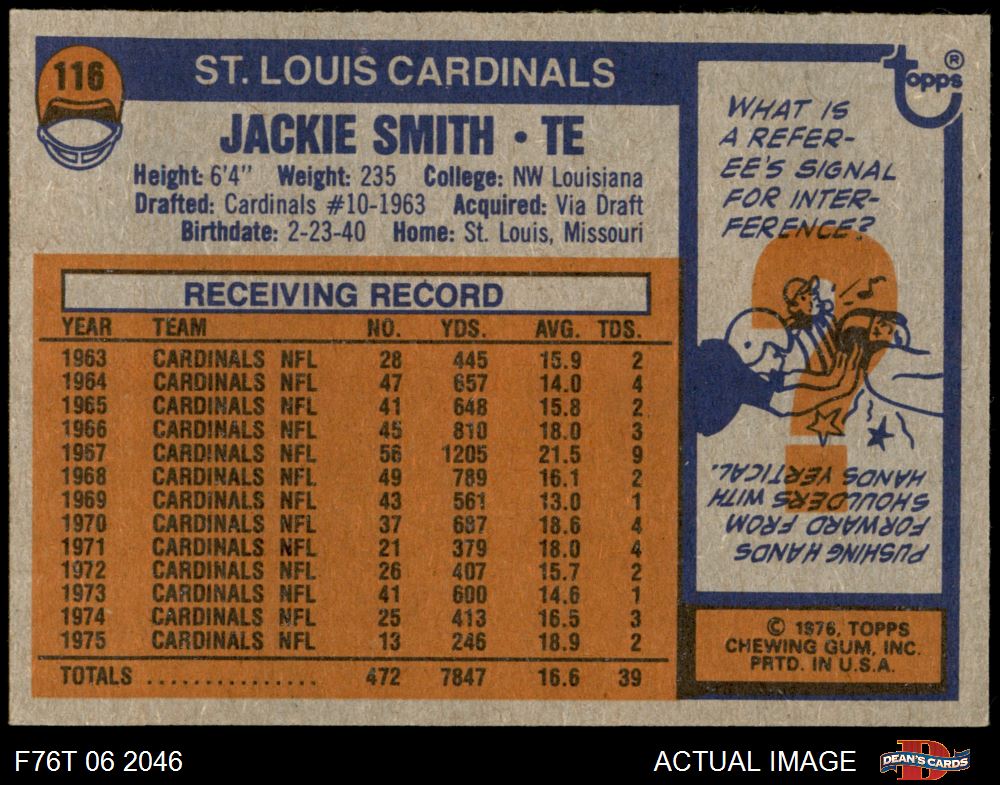 116
ST. LOUIS CARDINALS
JACKIE SMITH • TE
Height: 6'4" Weight: 235 College: NW Louisiana
Drafted: Cardinals #10-1963 Acquired: Via Draft
Birthdate: 2-23-40 Home: St. Louis, Missouri
RECEIVING RECORD
YEAR TEAM NO. YDS. AVG. TDS.
1963 CARDINALS NFL 28 445 15.9 2
1964 CARDINALS NFL 47 657 14.0 4
1965 CARDINALS NFL 41 648 15.8 2
1966 CARDINALS NFL 45 810 18.0 3
1967 CARDINALS NFL 56 1205 21.5 9
1968 CARDINALS NFL 49 789 16.1 2
1969 CARDINALS NFL 43 561 13.0 1
1970 CARDINALS NFL 37 687 18.6 4
1971 CARDINALS NFL 21 379 18.0 4
1972 CARDINALS NFL 26 407 15.7 2
1973 CARDINALS NFL 41 600 14.6 1
1974 CARDINALS NFL 25 413 16.5 3
1975 CARDINALS NFL 13 246 18.9 2
TOTALS ............... 472 7847 16.6 39
topps ®
WHAT IS
A REFER-
EE'S SIGNAL
FOR INTER-
FERENCE?
?
PUSHING HANDS
FORWARD FROM
SHOULDERS WITH
HANDS VERTICAL.
© 1976, TOPPS
CHEWING GUM, INC.
PRTD. IN U.S.A.
F76T 06 2046
ACTUAL IMAGE
D
DEAN'S CARDS